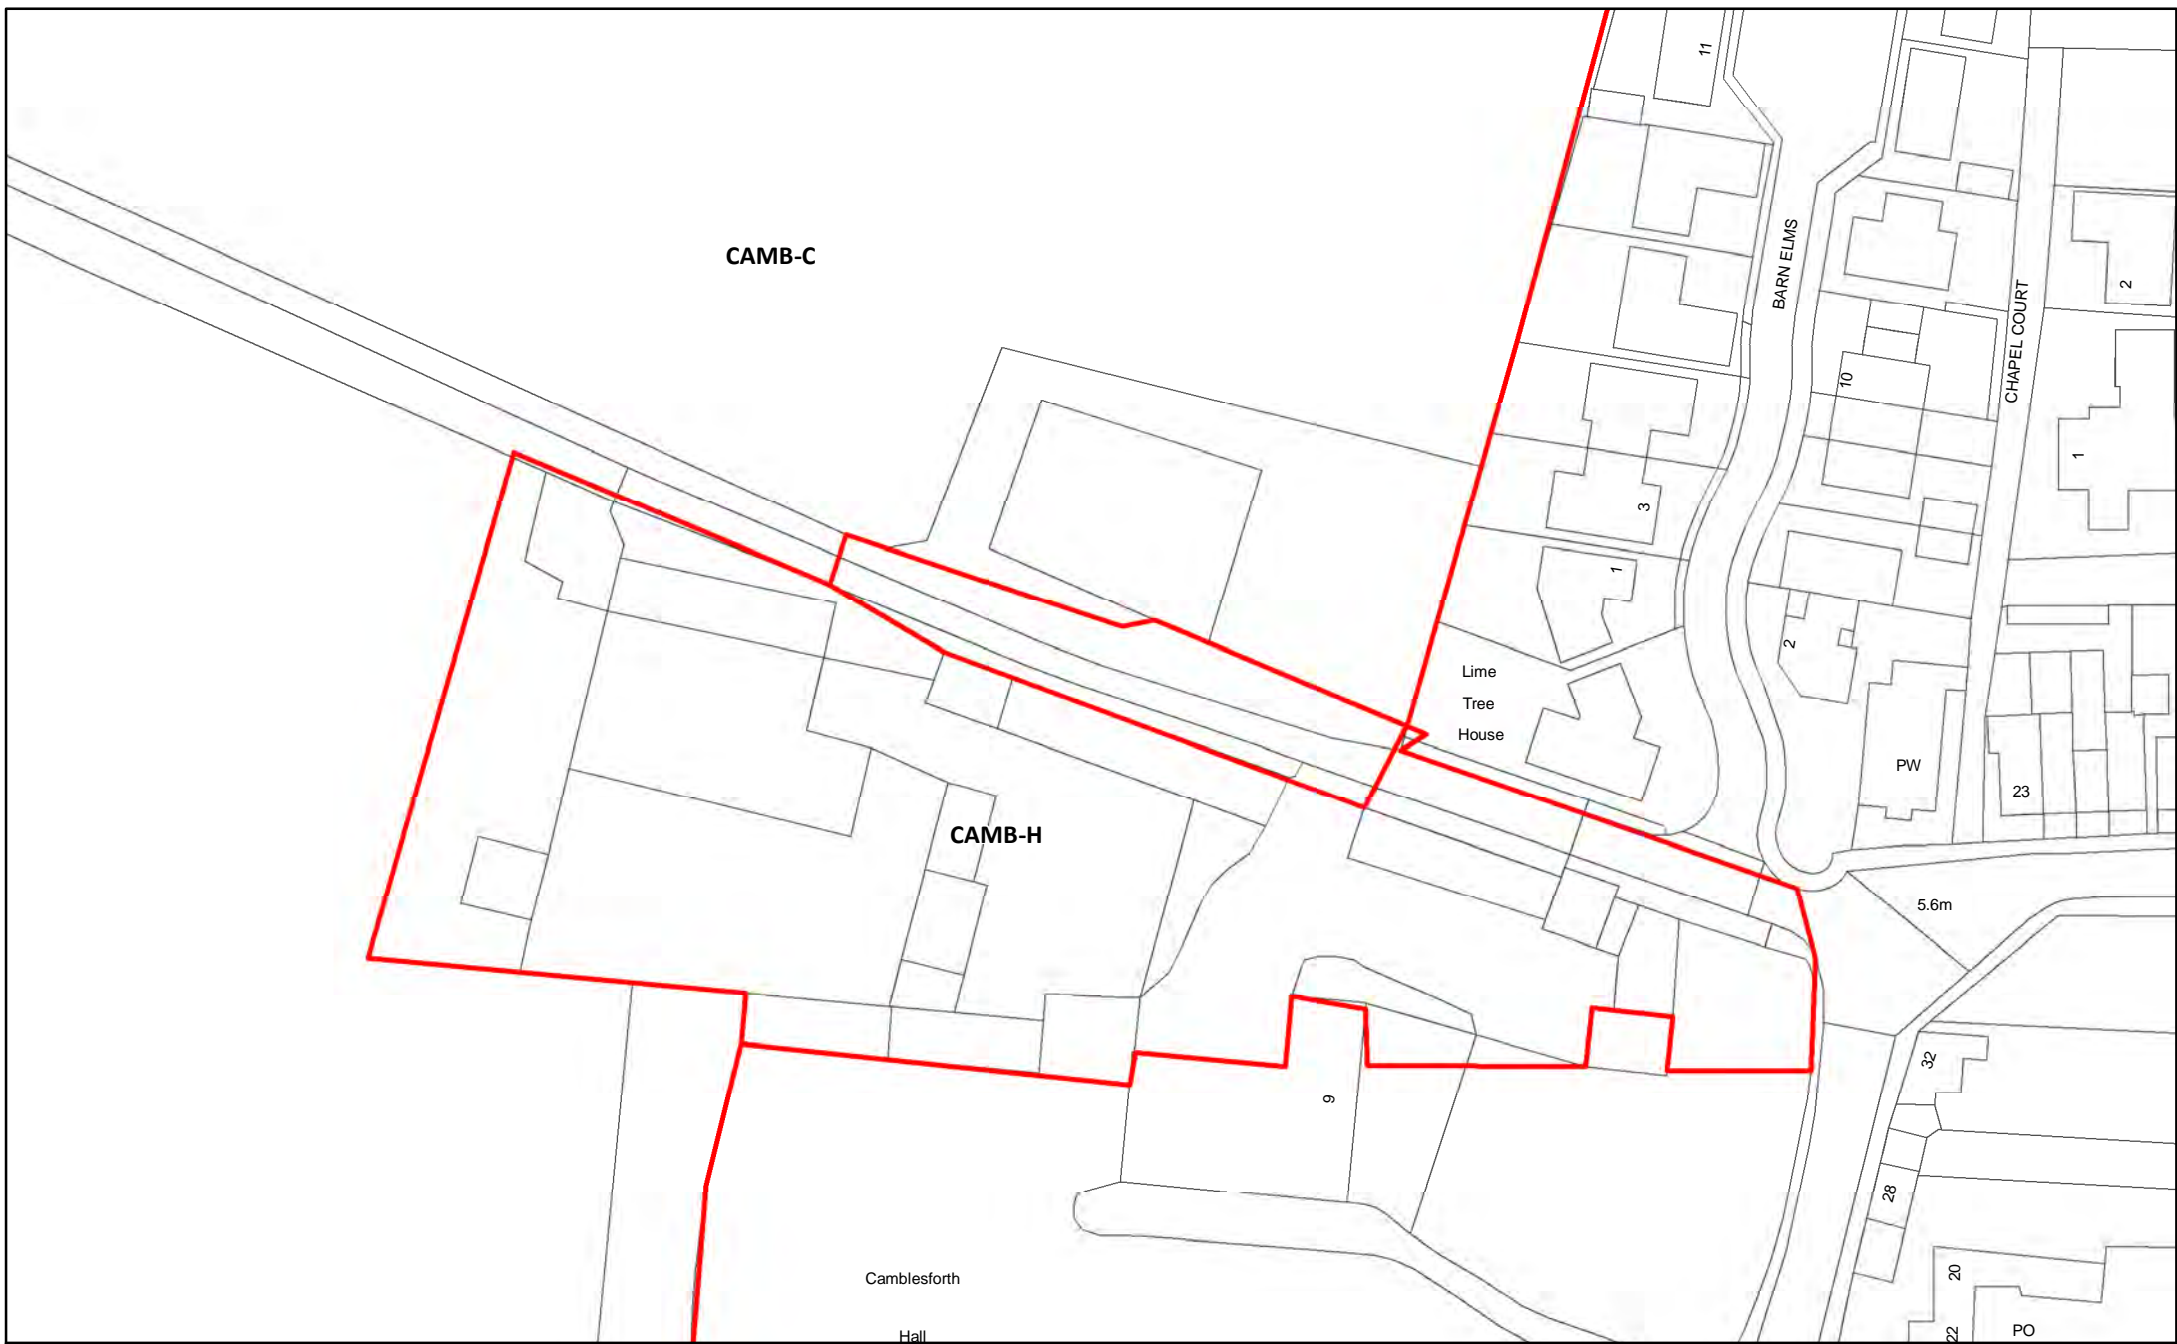 11
CAMB-C
BARN ELMS
2
CHAPEL COURT
10
1
3
1
2
Lime
Tree
House
PW
23
CAMB-H
5.6m
32
9
28
Camblesforth
Hall
20
22
PO